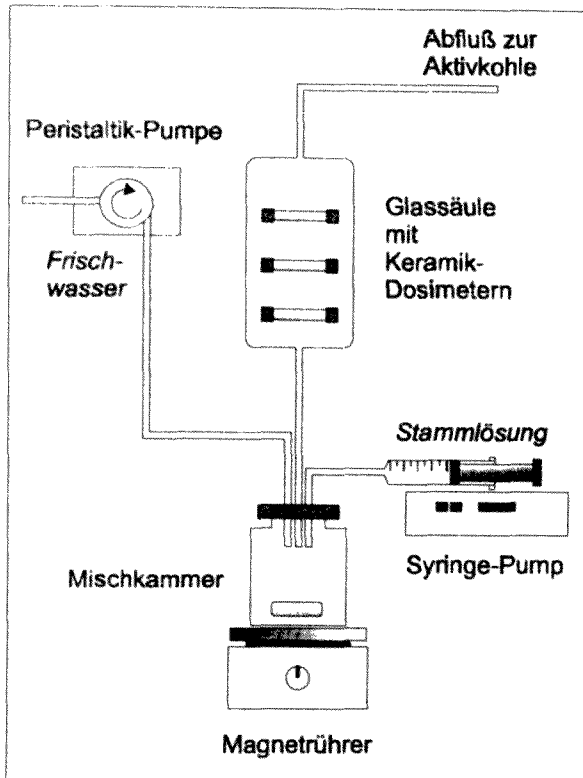 Abfluß zur
Aktivkohle
Peristaltik-Pumpe
Glassäule
mit
Keramik-
Dosimetern
Frisch-
wasser
Stammlösung
Syringe-Pump
Mischkammer
Magnetrührer